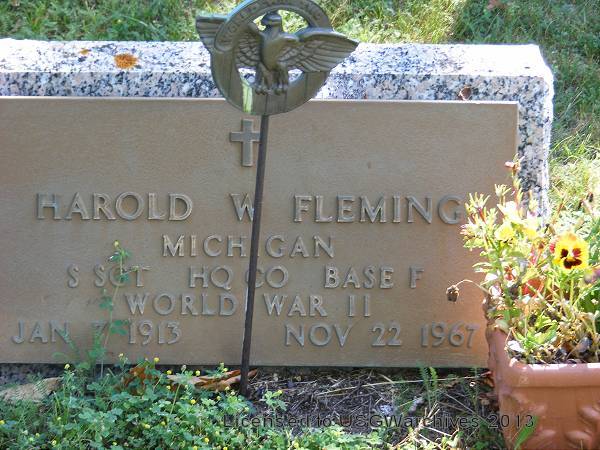 HAROLD W FLEMING
MICHIGAN
S SGT HQ CO BASE F
WORLD WAR II
JAN 7 1913 NOV 22 1967
Licensed to USGWarchives 2013